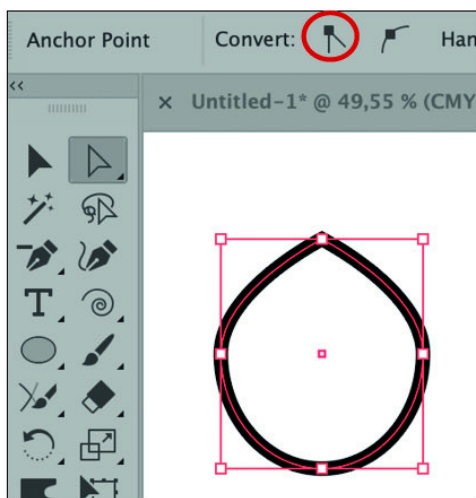 Anchor Point Convert: Han
<<
× Untitled-1* @ 49,55 % (CMY